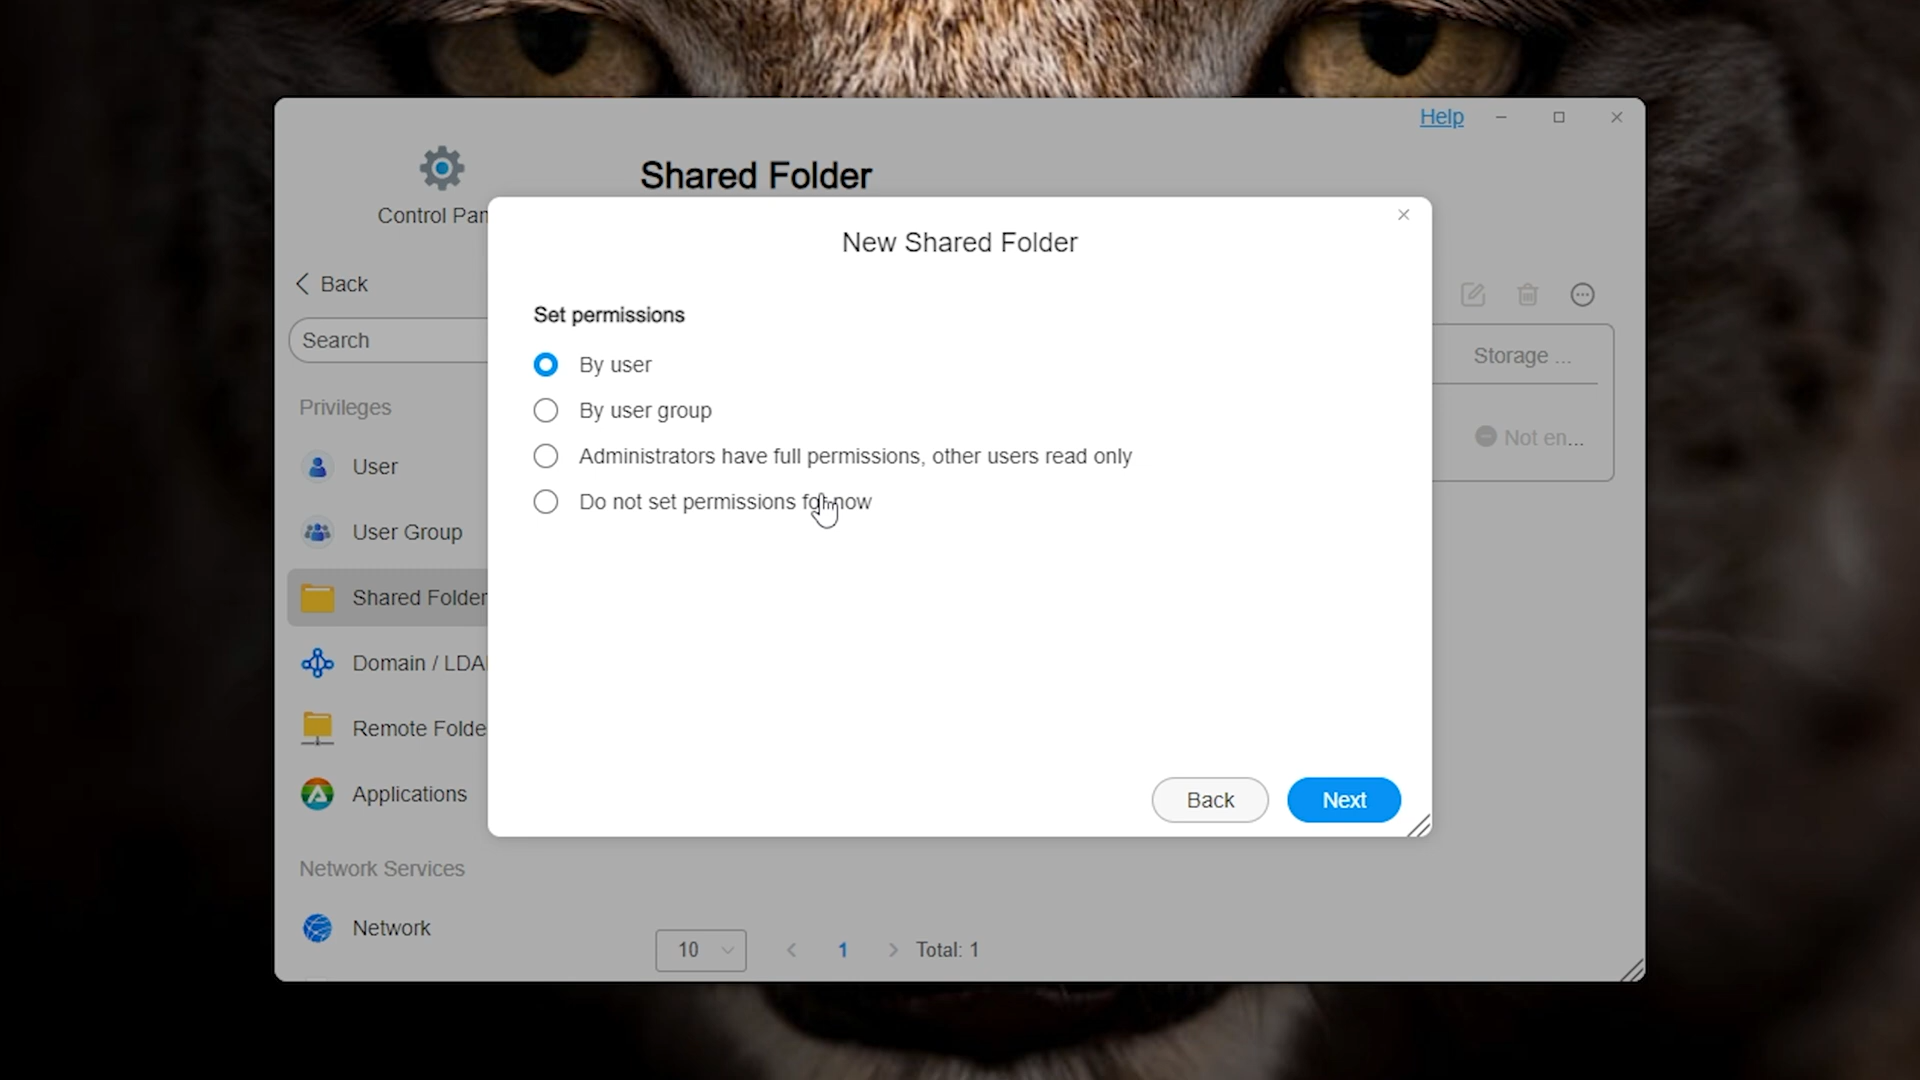 Help
Control Pan
Shared Folder
New Shared Folder
Back
Search
Set permissions
By user
By user group
Administrators have full permissions, other users read only
Do not set permissions for now
Storage ...
Not en...
Privileges
User
User Group
Shared Folder
Domain / LDA
Remote Folde
Applications
Back
Next
Network Services
Network
10
1
Total: 1